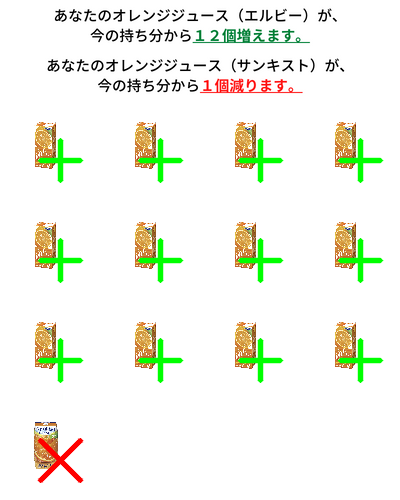 あなたのオレンジジュース（エルビー）が、
今の持ち分から１２個増えます。
あなたのオレンジジュース（サンキスト）が、
今の持ち分から１個減ります。